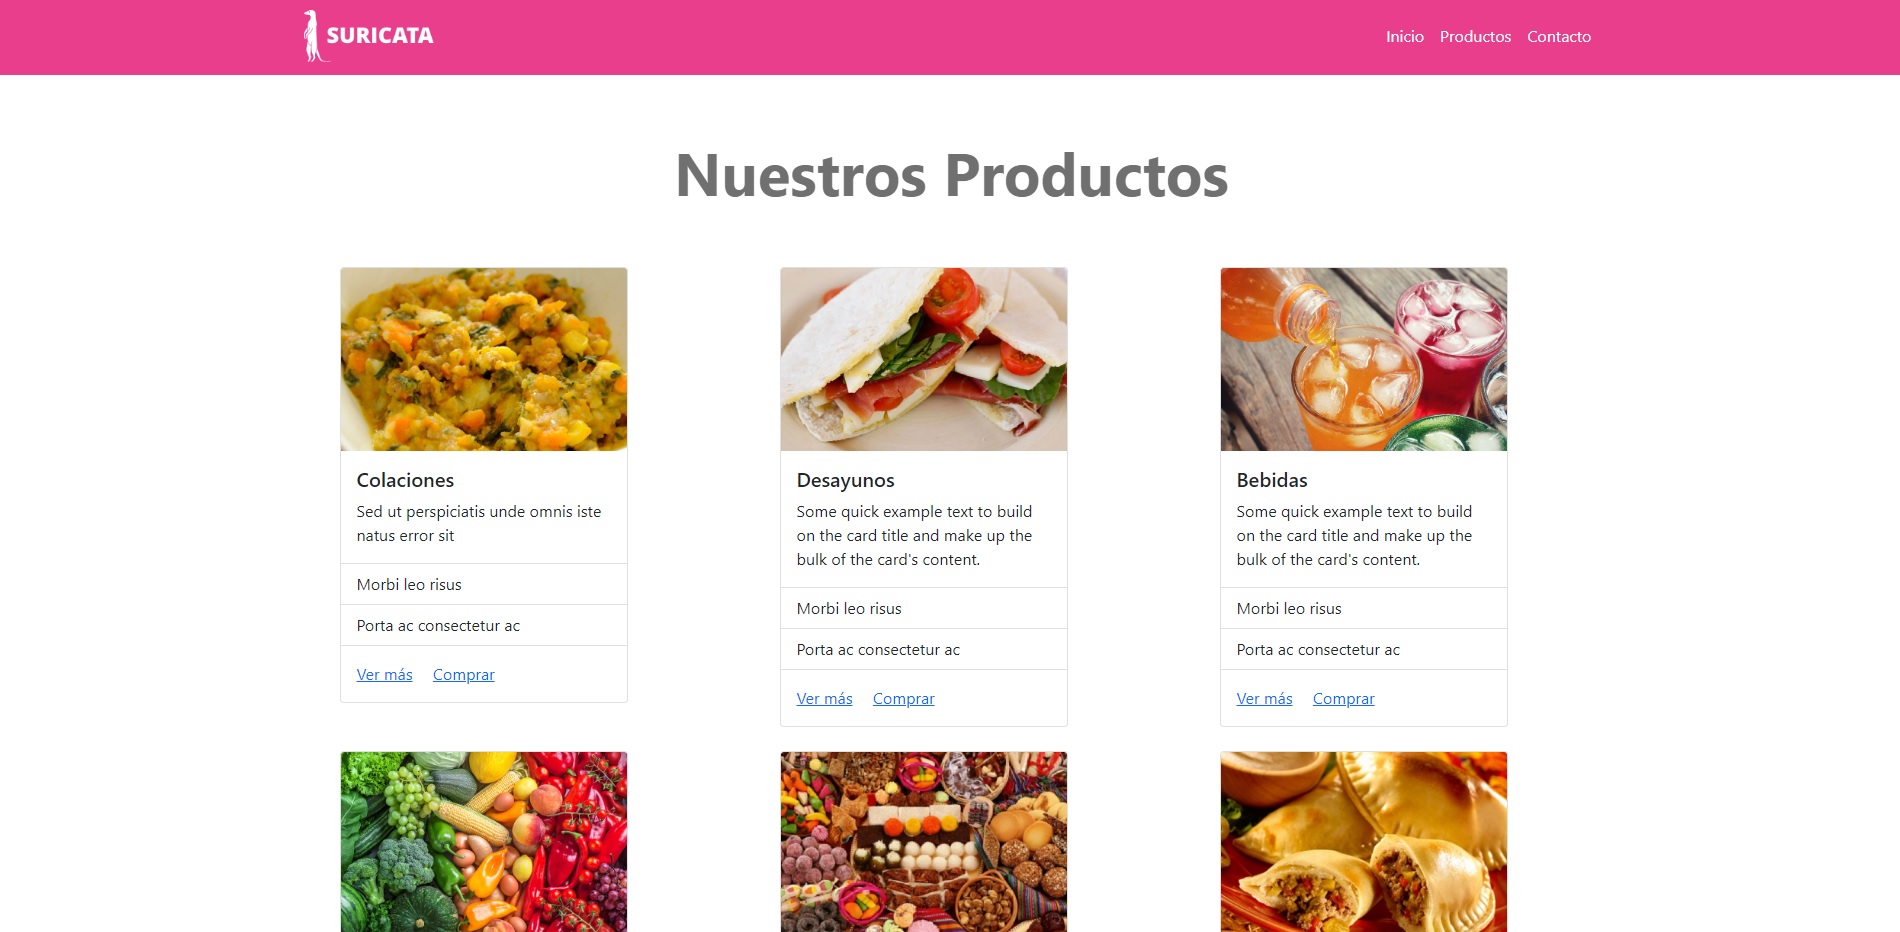 SURICATA
Inicio Productos Contacto
Nuestros Productos
Colaciones
Sed ut perspiciatis unde omnis iste
natus error sit
Morbi leo risus
Porta ac consectetur ac
Ver más Comprar
Desayunos
Some quick example text to build
on the card title and make up the
bulk of the card's content.
Morbi leo risus
Porta ac consectetur ac
Ver más Comprar
Bebidas
Some quick example text to build
on the card title and make up the
bulk of the card's content.
Morbi leo risus
Porta ac consectetur ac
Ver más Comprar